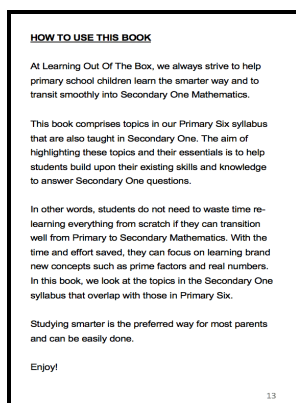 HOW TO USE THIS BOOK
At Learning Out Of The Box, we always strive to help
primary school children learn the smarter way and to
transit smoothly into Secondary One Mathematics.
This book comprises topics in our Primary Six syllabus
that are also taught in Secondary One. The aim of
highlighting these topics and their essentials is to help
students build upon their existing skills and knowledge
to answer Secondary One questions.
In other words, students do not need to waste time re-
learning everything from scratch if they can transition
well from Primary to Secondary Mathematics. With the
time and effort saved, they can focus on learning brand
new concepts such as prime factors and real numbers.
In this book, we look at the topics in the Secondary One
syllabus that overlap with those in Primary Six.
Studying smarter is the preferred way for most parents
and can be easily done.
Enjoy!
13